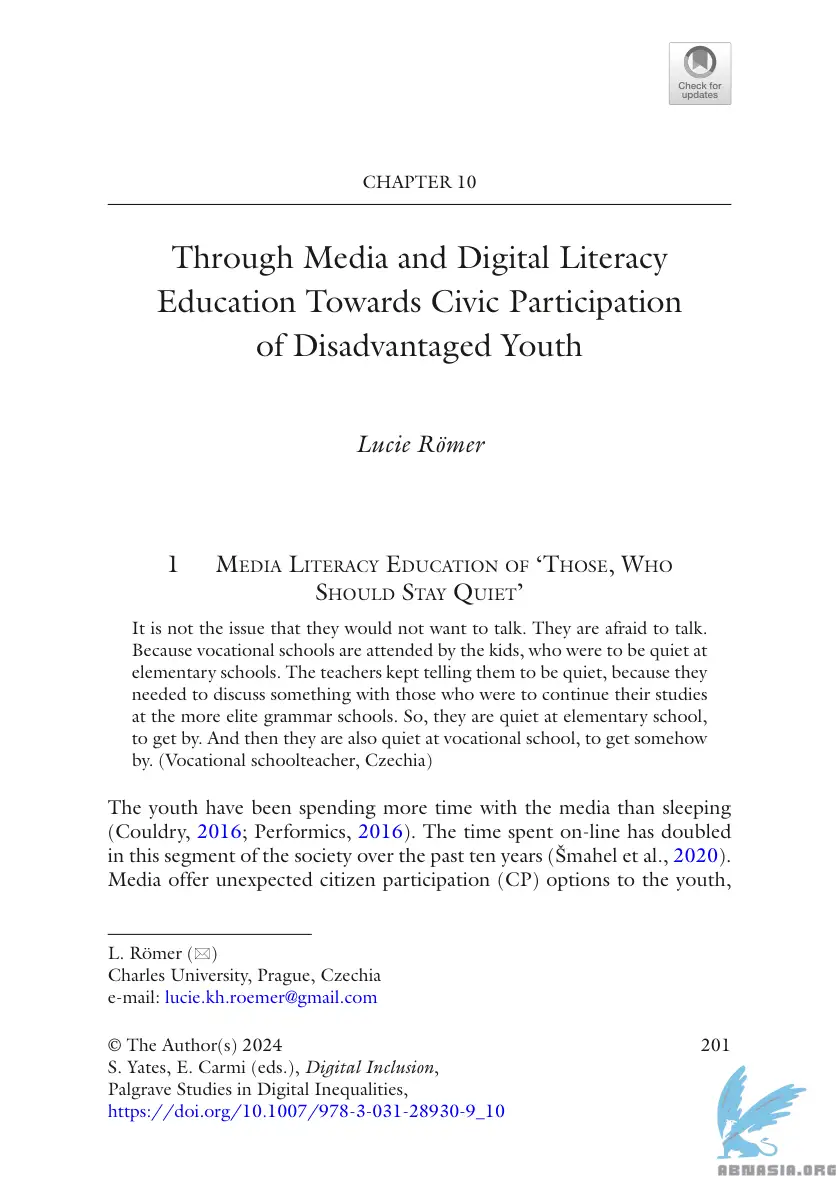 Check for
updates
CHAPTER 10
Through Media and Digital Literacy
Education Towards Civic Participation
of Disadvantaged Youth
Lucie Römer
1 Media Literacy Education of ‘Those, Who
Should Stay Quiet’
It is not the issue that they would not want to talk. They are afraid to talk.
Because vocational schools are attended by the kids, who were to be quiet at
elementary schools. The teachers kept telling them to be quiet, because they
needed to discuss something with those who were to continue their studies
at the more elite grammar schools. So, they are quiet at elementary school,
to get by. And then they are also quiet at vocational school, to get somehow
by. (Vocational schoolteacher, Czechia)
The youth have been spending more time with the media than sleeping
(Couldry, 2016; Performics, 2016). The time spent on-line has doubled
in this segment of the society over the past ten years (Šmahel et al., 2020).
Media offer unexpected citizen participation (CP) options to the youth,
L. Römer (✉)
Charles University, Prague, Czechia
e-mail: lucie.kh.roemer@gmail.com
© The Author(s) 2024 201
S. Yates, E. Carmi (eds.), Digital Inclusion,
Palgrave Studies in Digital Inequalities,
https://doi.org/10.1007/978-3-031-28930-9_10
ABNASIA.ORG